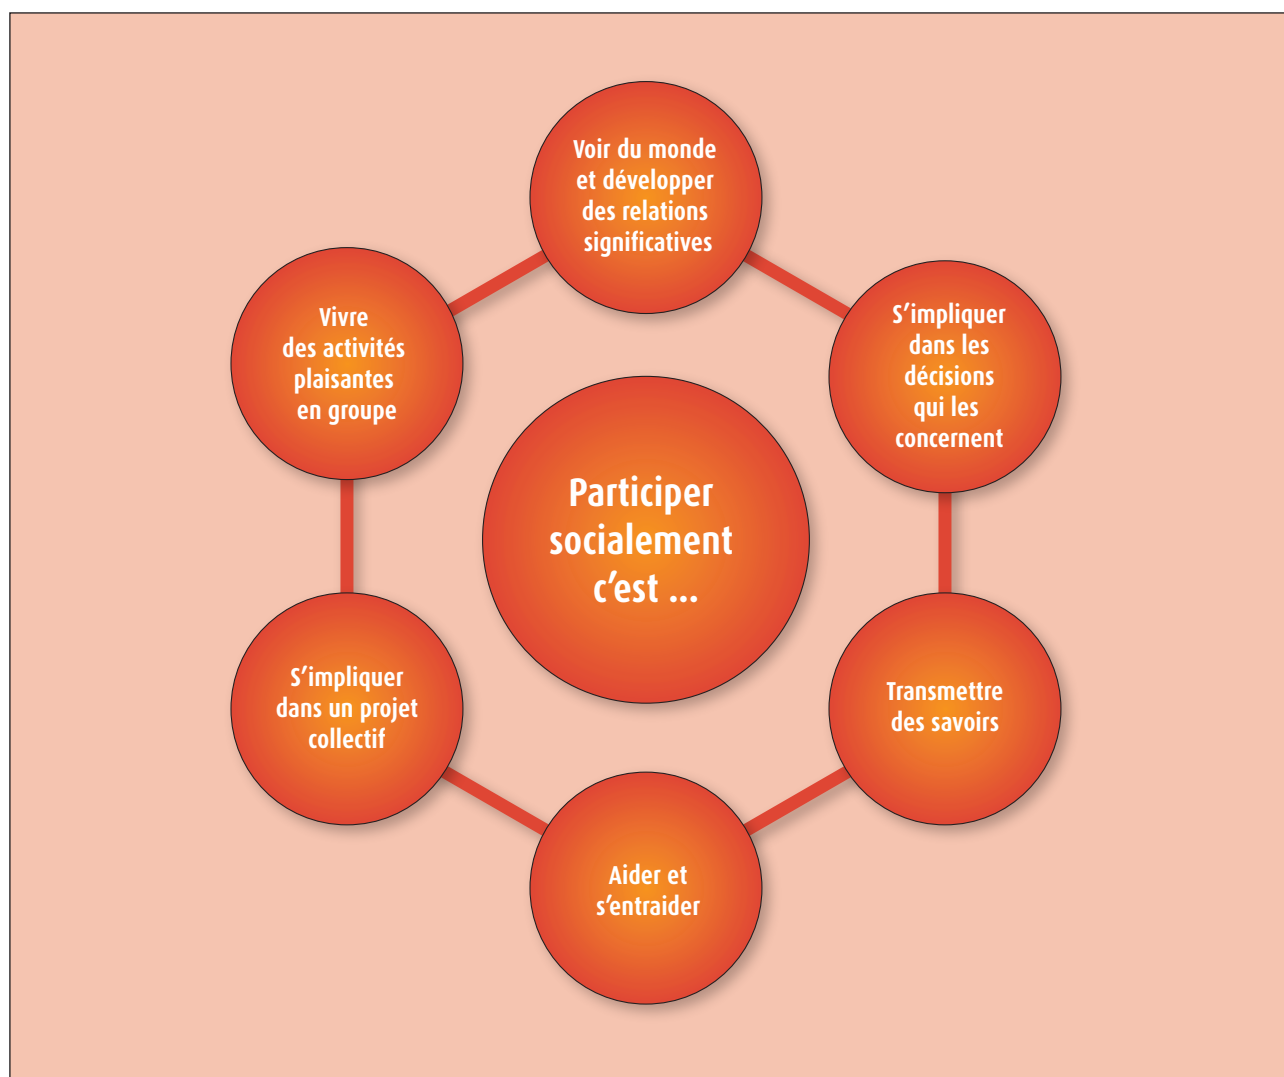 Voir du monde
et développer
des relations
significatives
S'impliquer
dans les
décisions
qui les
concernent
Vivre
des activités
plaisantes
en groupe
Participer
socialement
c'est ...
S'impliquer
dans un projet
collectif
Transmettre
des savoirs
Aider et
s'entraider